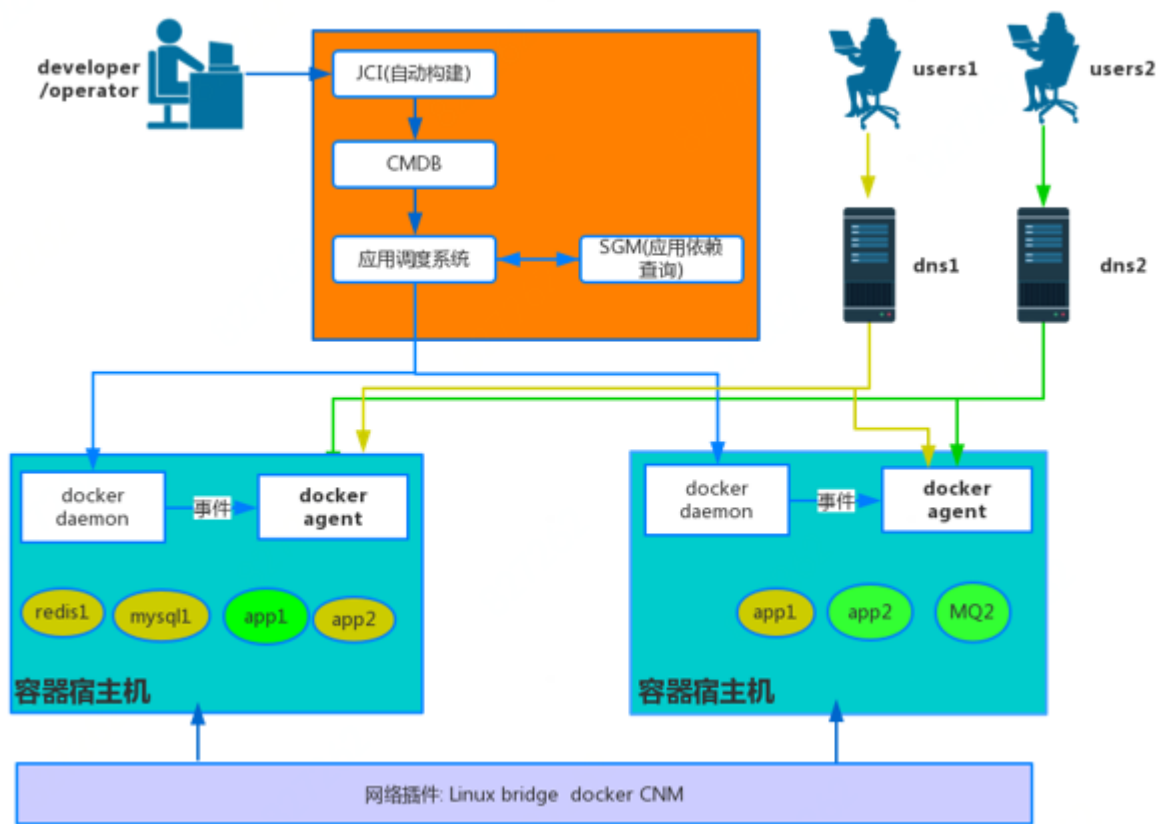 developer
/operator
JCI(自动构建)
CMDB
应用调度系统
SGM(应用依赖
查询)
users1
users2
dns1
dns2
docker
daemon
事件
docker
agent
redis1
mysql1
app1
app2
容器宿主机
docker
daemon
事件
docker
agent
app1
app2
MQ2
容器宿主机
网络插件: Linux bridge docker CNM